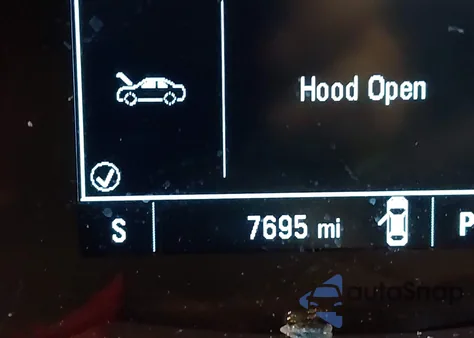 Hood Open
S 7695 mi P
autoSnap